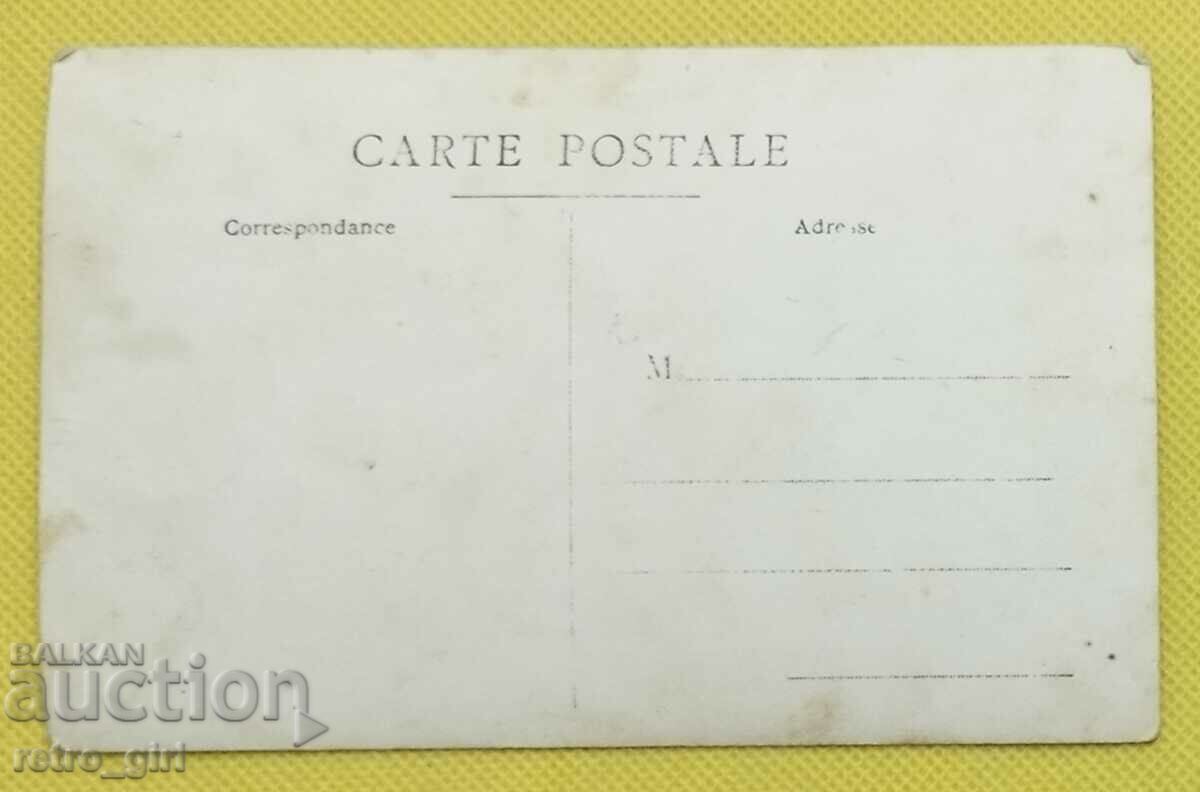 CARTE POSTALE
Correspondance
Adresse
M
BALKAN
auction
retro_girl